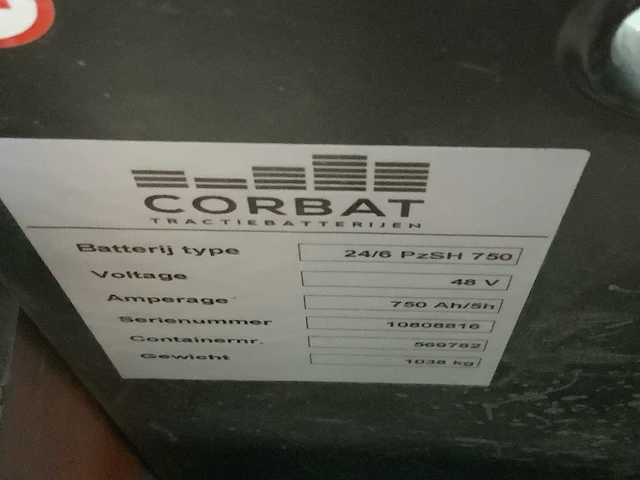 CORBAT
TRACTIEBATTERIJEN
Batterij type 24/6 PzSH 750
Voltage 48 V
Amperage 750 Ah/5h
Serienummer 10808816
Containernr. 569782
Gewicht 1038 kg